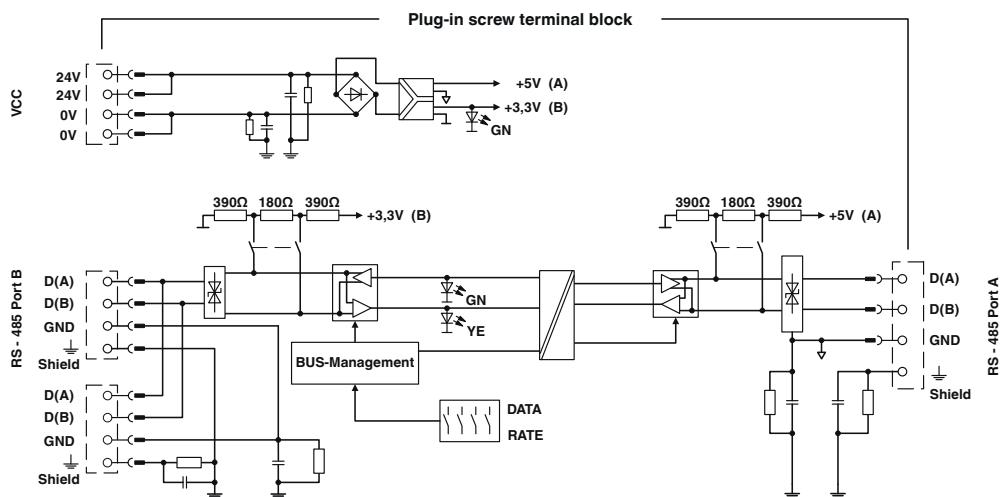 Plug-in screw terminal block
VCC
24V
24V
0V
0V
+5V (A)
+3,3V (B)
GN
390Ω 180Ω 390Ω
+3,3V (B)
390Ω 180Ω 390Ω
+5V (A)
RS - 485 Port B
D(A)
D(B)
GND
Shield
D(A)
D(B)
GND
Shield
GN
YE
BUS-Management
DATA
RATE
D(A)
D(B)
GND
Shield
RS - 485 Port A